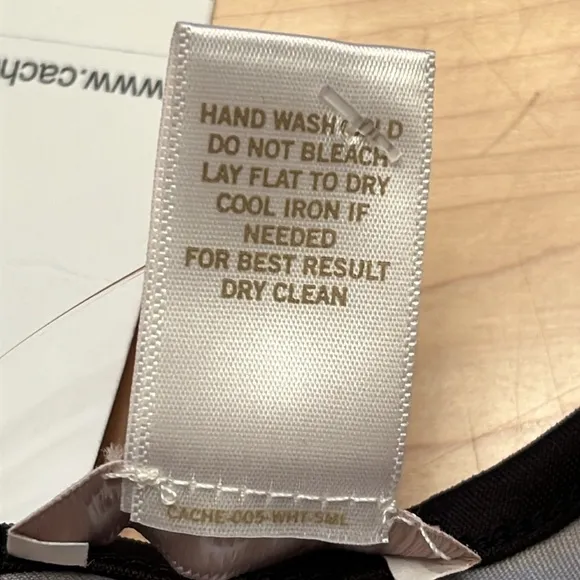 www.cach
HAND WASH COLD
DO NOT BLEACH
LAY FLAT TO DRY
COOL IRON IF
NEEDED
FOR BEST RESULT
DRY CLEAN
CACHE-005-WHT-SML